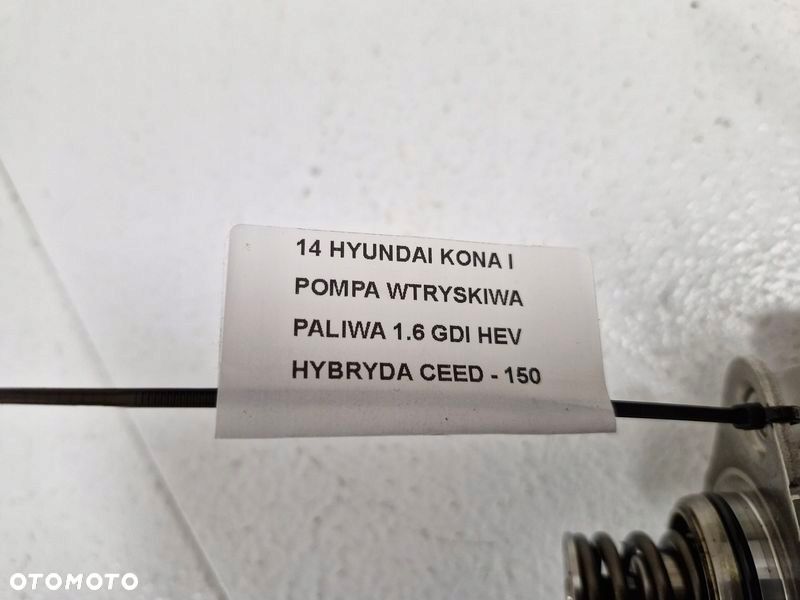 14 HYUNDAI KONA I
POMPA WTRYSKIWA
PALIWA 1.6 GDI HEV
HYBRYDA CEED - 150
OTOMOTO